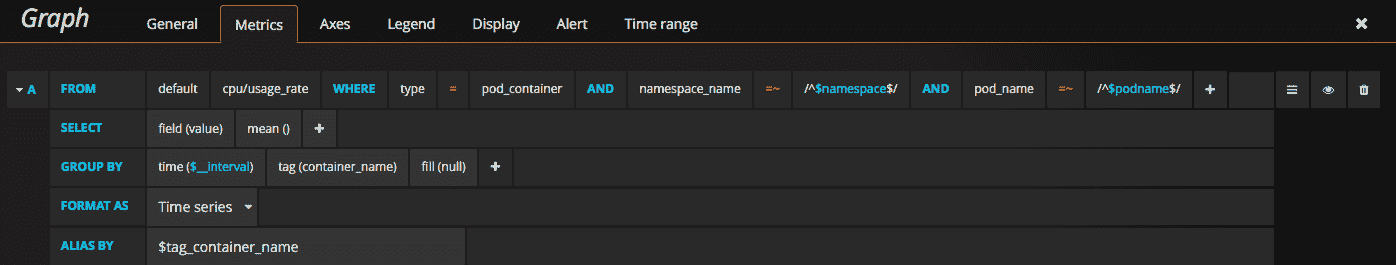 Graph General Metrics Axes Legend Display Alert Time range
A FROM default cpu/usage_rate WHERE type = pod_container AND namespace_name =~ /^$namespace$/ AND pod_name =~ /^$podname$/ +
SELECT field (value) mean () +
GROUP BY time ($__interval) tag (container_name) fill (null) +
FORMAT AS Time series
ALIAS BY $tag_container_name